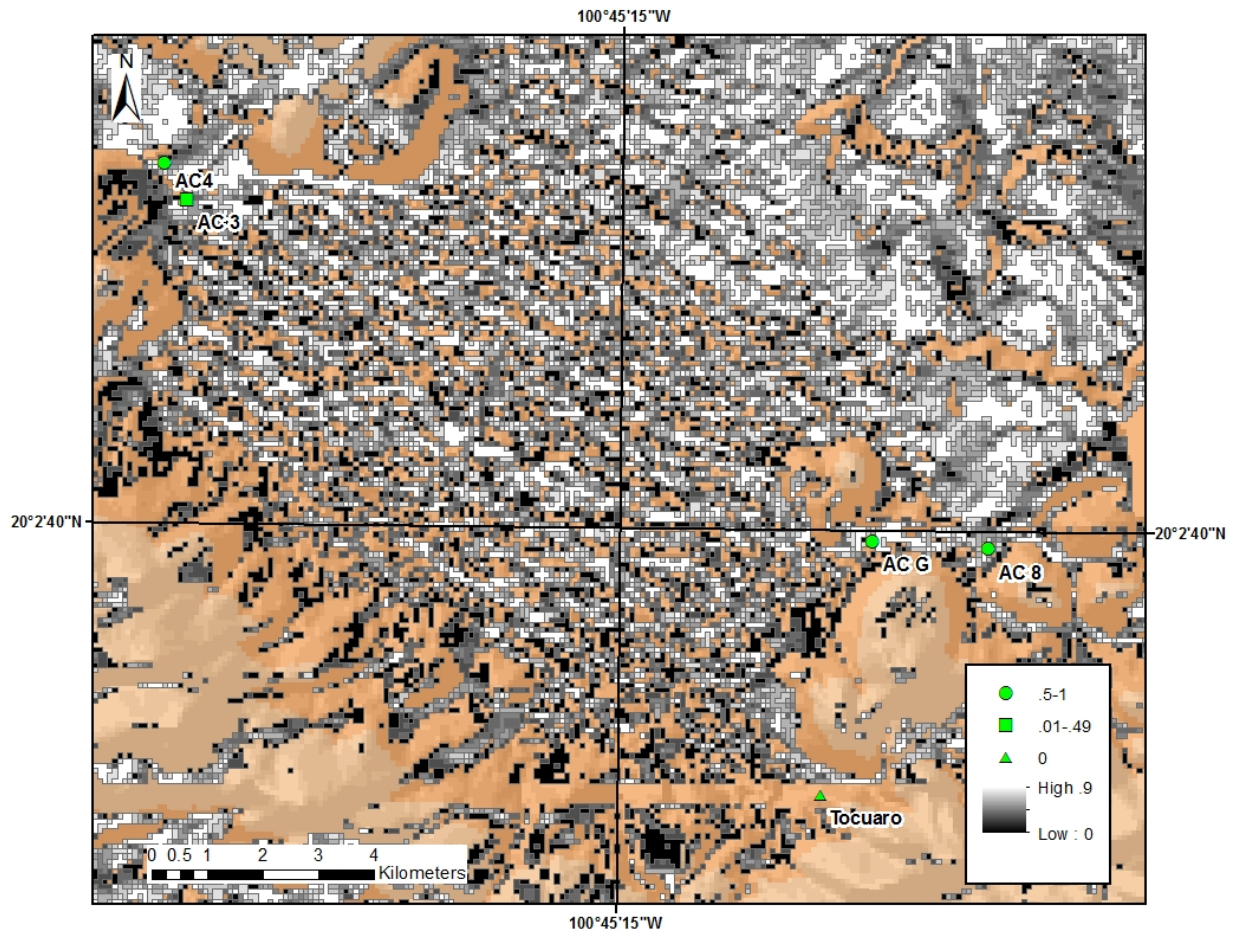 100°45'15"W
N
AC4
AC-3
20°2'40"N
20°2'40"N
AC G
AC 8
.5-1
.01-.49
0
High .9
Low : 0
Tocuaro
0 0.5 1 2 3 4
Kilometers
100°45'15"W